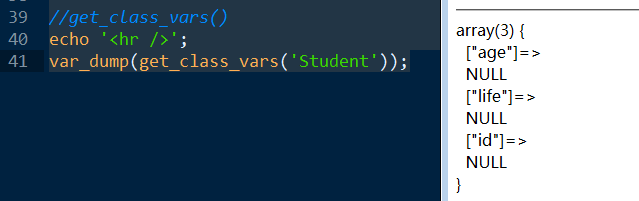 39 //get_class_vars()
40 echo '<hr />';
41 var_dump(get_class_vars('Student'));
array(3) {
["age"]=>
NULL
["life"]=>
NULL
["id"]=>
NULL
}